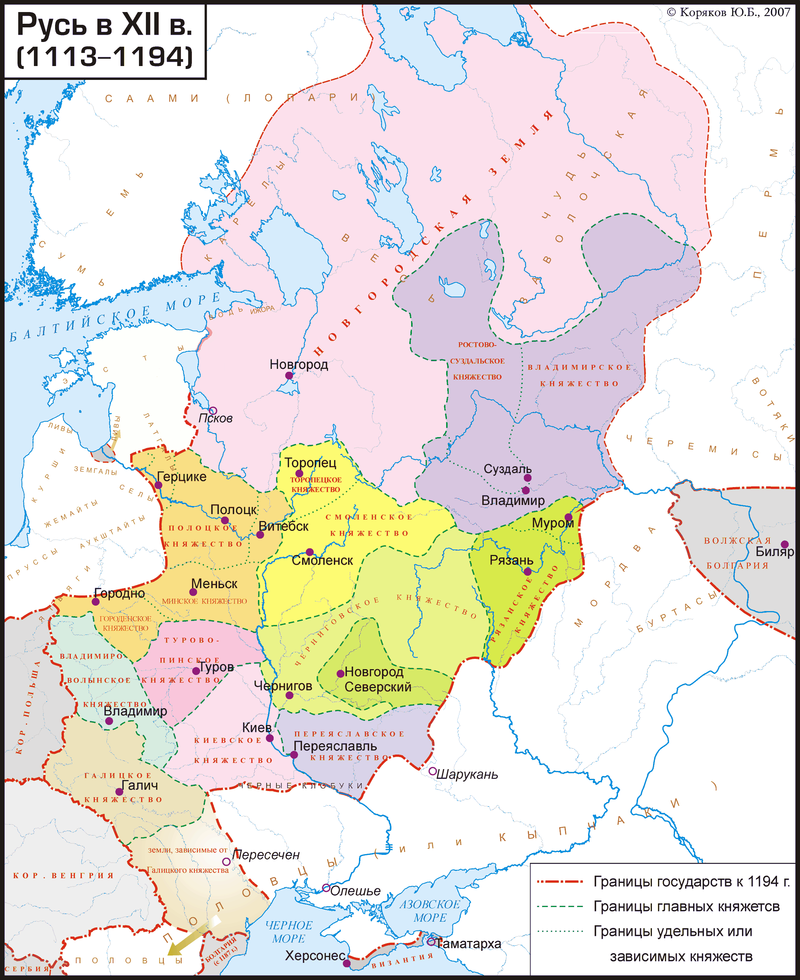 Русь в XII в.
(1113–1194)
© Коряков Ю.Б., 2007
СААМИ (ЛОПАРИ
ЕМЬ
СУМЬ
КАРЕЛЫ
ВЕСЬ
НОВГОРОДСКАЯ ЗЕМЛЯ
ЧУДЬ
ЗАВОЛОЧСКАЯ
ПЕРМЬ
БАЛТИЙСКОЕ МОРЕ
ВОДЬ
ИЖОРА
ЭСТЫ
РОСТОВО-
СУЗДАЛЬСКОЕ
КНЯЖЕСТВО
ВЛАДИМИРСКОЕ
КНЯЖЕСТВО
Новгород
Псков
ВОТЯКИ
ЧЕРЕМИСЫ
ЛИВЫ
ЛИВЫ
ЛАТГАЛЫ
КУРШИ
ЗЕМГАЛЫ
СЕЛЫ
ЖЕМАЙТЫ
АУКШТАЙТЫ
ПРУССЫ
ЯТВЯГИ
Герцике
Торопец
ТОРОПЕЦКОЕ
КНЯЖЕСТВО
Суздаль
Владимир
Полоцк
ПОЛОЦКОЕ
КНЯЖЕСТВО
Витебск
СМОЛЕНСКОЕ
КНЯЖЕСТВО
Смоленск
Муром
Рязань
РЯЗАНСКОЕ
КНЯЖЕСТВО
ВОЛЖСКАЯ
БОЛГАРИЯ
Биляр
МОРДВА
БУРТАСЫ
Городно
ГОРОДЕНСКОЕ
КНЯЖЕСТВО
Меньск
МИНСКОЕ КНЯЖЕСТВО
ЧЕРНИГОВСКОЕ КНЯЖЕСТВО
ТУРОВО-
ПИНСКОЕ
КНЯЖЕСТВО
Туров
ВЛАДИМИРО-
ВОЛЫНСКОЕ
КНЯЖЕСТВО
Владимир
КОР. ПОЛЬША
Новгород
Северский
Чернигов
Киев
КИЕВСКОЕ
КНЯЖЕСТВО
ПЕРЕЯСЛАВСКОЕ
КНЯЖЕСТВО
Переяславль
ЧЕРНЫЕ КЛОБУКИ
Шарукань
ГАЛИЦКОЕ
КНЯЖЕСТВО
Галич
земли, зависимые от
Галицкого княжества
Пересечен
КОР. ВЕНГРИЯ
ПОЛОВЦЫ (или КЫПЧАКИ)
Олешье
АЗОВСКОЕ
МОРЕ
ЧЕРНОЕ
МОРЕ
Таматарха
Херсонес
ВИЗАНТИЯ
ПОЛОВЦЫ
БОЛГАРИЯ
(с 1187 г.)
СЕРБИЯ
Границы государств к 1194 г.
Границы главных княжетсв
Границы удельных или
зависимых княжеств